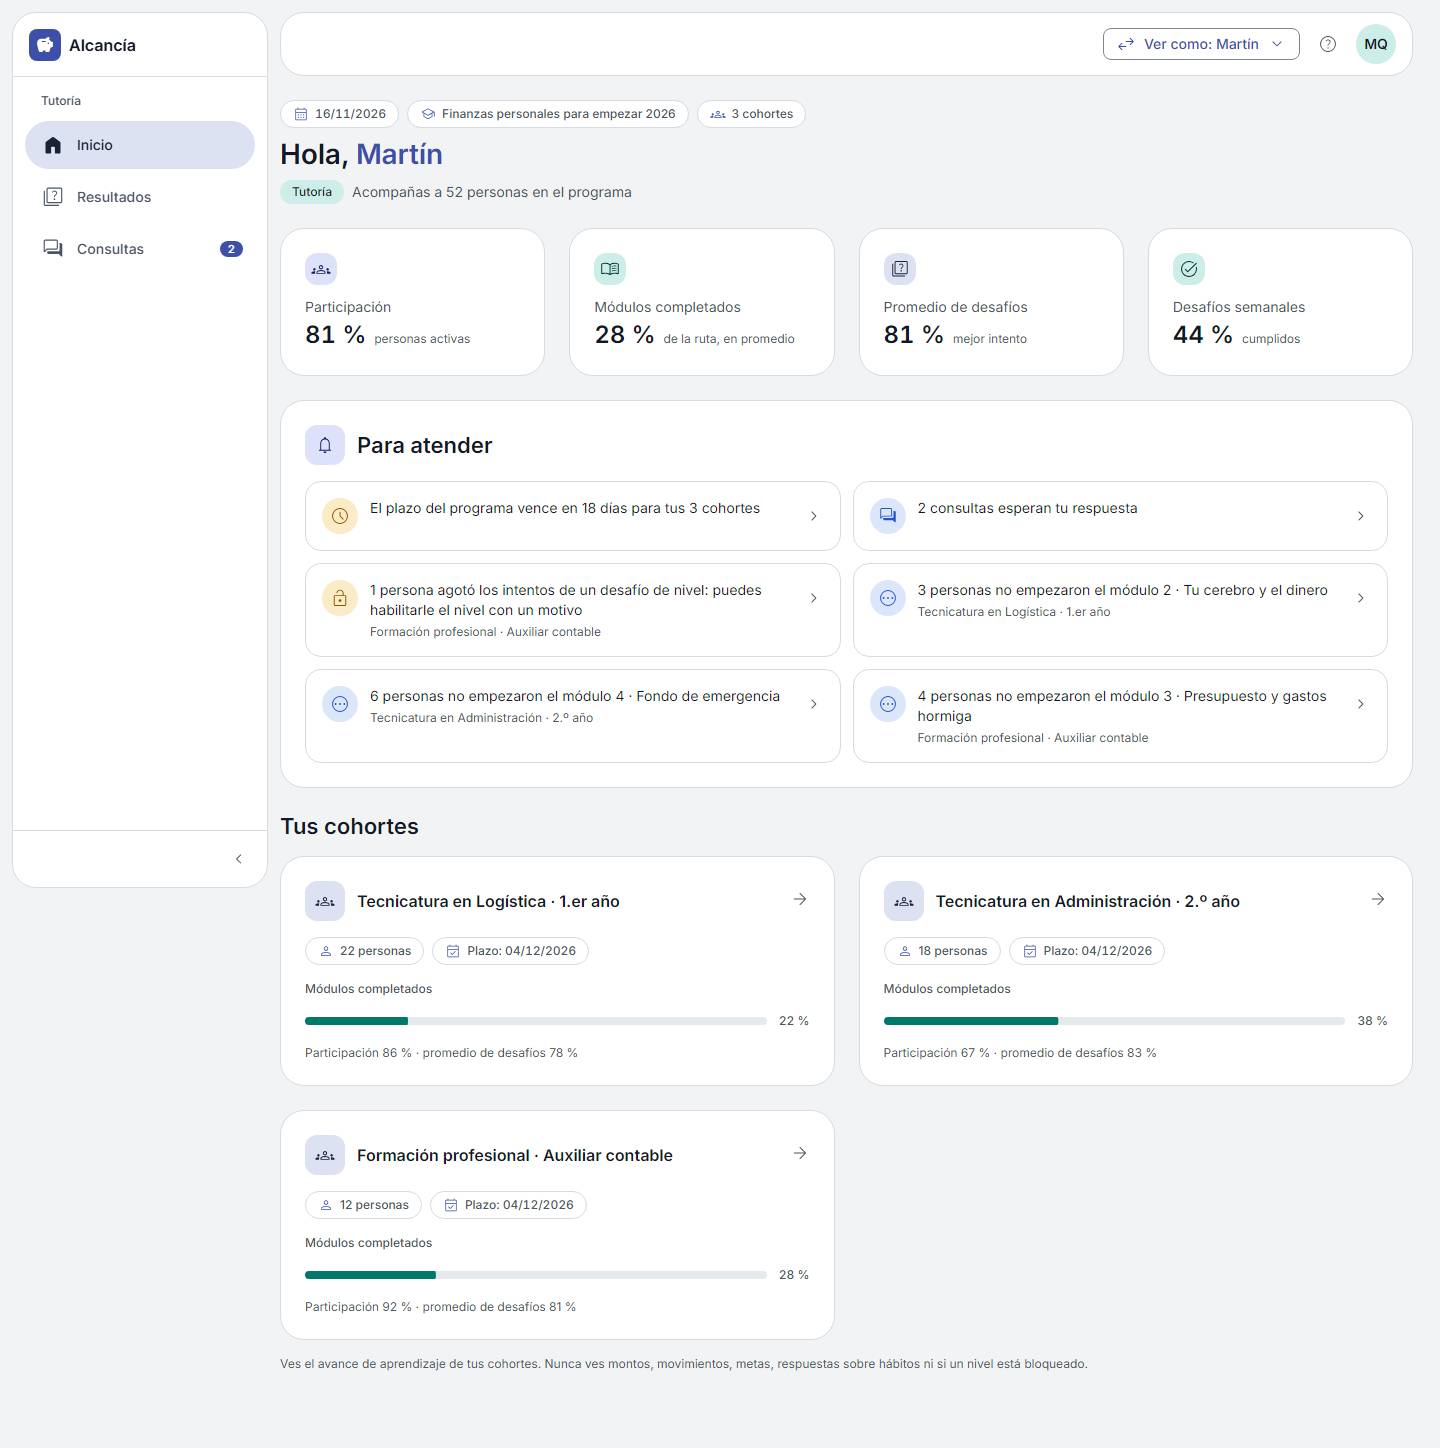 Alcancía
Ver como: Martín
MQ
Tutoría
Inicio
Resultados
Consultas
2
16/11/2026
Finanzas personales para empezar 2026
3 cohortes
Hola, Martín
Tutoría
Acompañas a 52 personas en el programa
Participación
81 % personas activas
Módulos completados
28 % de la ruta, en promedio
Promedio de desafíos
81 % mejor intento
Desafíos semanales
44 % cumplidos
Para atender
El plazo del programa vence en 18 días para tus 3 cohortes
2 consultas esperan tu respuesta
1 persona agotó los intentos de un desafío de nivel: puedes
habilitarle el nivel con un motivo
Formación profesional · Auxiliar contable
3 personas no empezaron el módulo 2 · Tu cerebro y el dinero
Tecnicatura en Logística · 1.er año
6 personas no empezaron el módulo 4 · Fondo de emergencia
Tecnicatura en Administración · 2.º año
4 personas no empezaron el módulo 3 · Presupuesto y gastos
hormiga
Formación profesional · Auxiliar contable
Tus cohortes
Tecnicatura en Logística · 1.er año
22 personas
Plazo: 04/12/2026
Módulos completados
22 %
Participación 86 % · promedio de desafíos 78 %
Tecnicatura en Administración · 2.º año
18 personas
Plazo: 04/12/2026
Módulos completados
38 %
Participación 67 % · promedio de desafíos 83 %
Formación profesional · Auxiliar contable
12 personas
Plazo: 04/12/2026
Módulos completados
28 %
Participación 92 % · promedio de desafíos 81 %
Ves el avance de aprendizaje de tus cohortes. Nunca ves montos, movimientos, metas, respuestas sobre hábitos ni si un nivel está bloqueado.